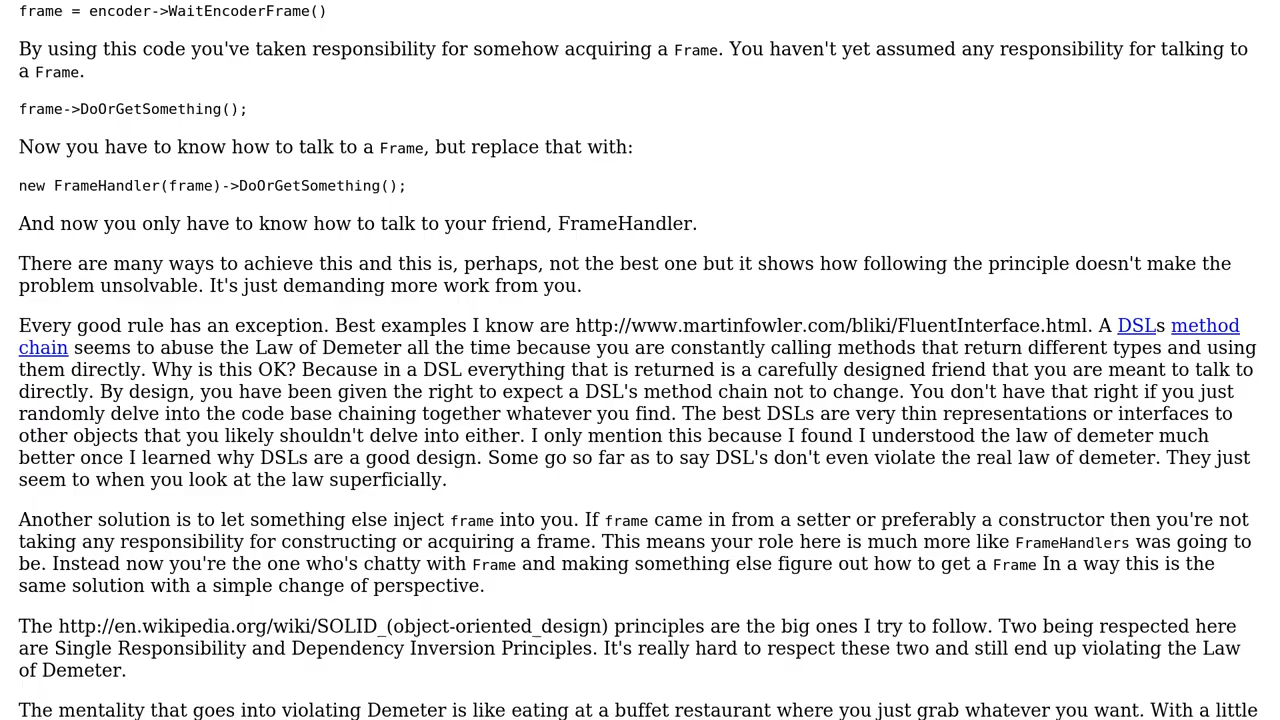 frame = encoder->WaitEncoderFrame()
By using this code you've taken responsibility for somehow acquiring a Frame. You haven't yet assumed any responsibility for talking to
a Frame.
frame->DoOrGetSomething();
Now you have to know how to talk to a Frame, but replace that with:
new FrameHandler(frame)->DoOrGetSomething();
And now you only have to know how to talk to your friend, FrameHandler.
There are many ways to achieve this and this is, perhaps, not the best one but it shows how following the principle doesn't make the
problem unsolvable. It's just demanding more work from you.
Every good rule has an exception. Best examples I know are http://www.martinfowler.com/bliki/FluentInterface.html. A DSLs method
chain seems to abuse the Law of Demeter all the time because you are constantly calling methods that return different types and using
them directly. Why is this OK? Because in a DSL everything that is returned is a carefully designed friend that you are meant to talk to
directly. By design, you have been given the right to expect a DSL's method chain not to change. You don't have that right if you just
randomly delve into the code base chaining together whatever you find. The best DSLs are very thin representations or interfaces to
other objects that you likely shouldn't delve into either. I only mention this because I found I understood the law of demeter much
better once I learned why DSLs are a good design. Some go so far as to say DSL's don't even violate the real law of demeter. They just
seem to when you look at the law superficially.
Another solution is to let something else inject frame into you. If frame came in from a setter or preferably a constructor then you're not
taking any responsibility for constructing or acquiring a frame. This means your role here is much more like FrameHandlers was going to
be. Instead now you're the one who's chatty with Frame and making something else figure out how to get a Frame In a way this is the
same solution with a simple change of perspective.
The http://en.wikipedia.org/wiki/SOLID_(object-oriented_design) principles are the big ones I try to follow. Two being respected here
are Single Responsibility and Dependency Inversion Principles. It's really hard to respect these two and still end up violating the Law
of Demeter.
The mentality that goes into violating Demeter is like eating at a buffet restaurant where you just grab whatever you want. With a little